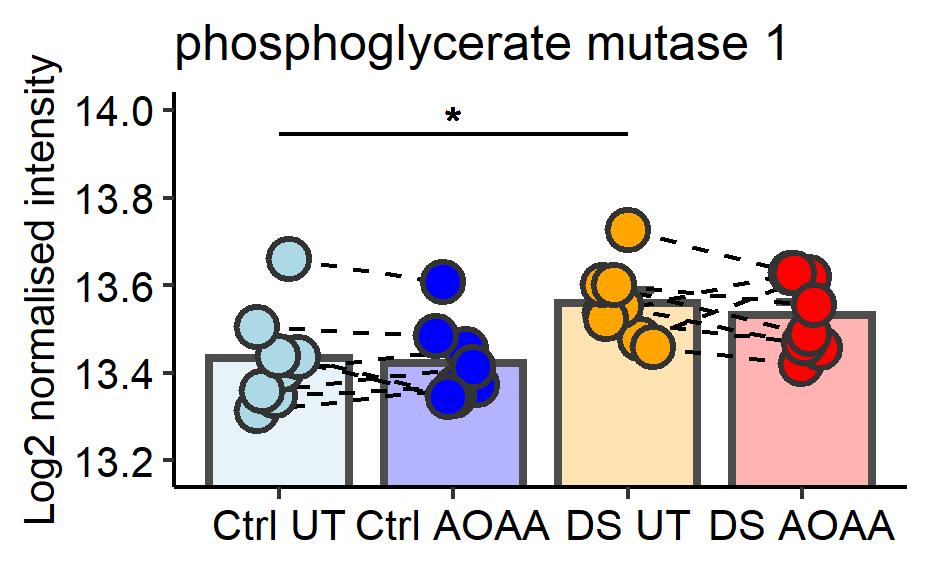 phosphoglycerate mutase 1
Log2 normalised intensity
14.0
13.8
13.6
13.4
13.2
*
Ctrl UT Ctrl AOAA DS UT DS AOAA